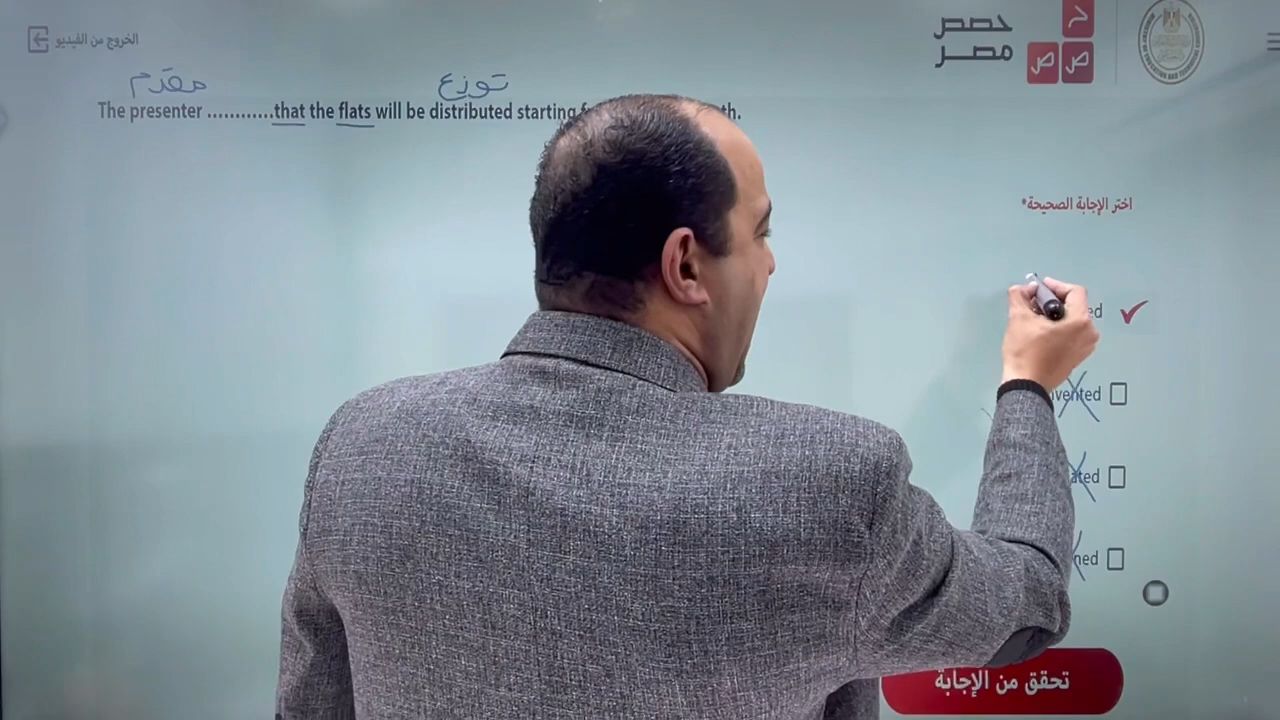 الخروج من الفيديو
حصص
مصر
ح
ص ص
مقدم توزع
The presenter ............that the flats will be distributed starting th.
اختر الإجابة الصحيحة*
ed
vented
ated
ned
تحقق من الإجابة